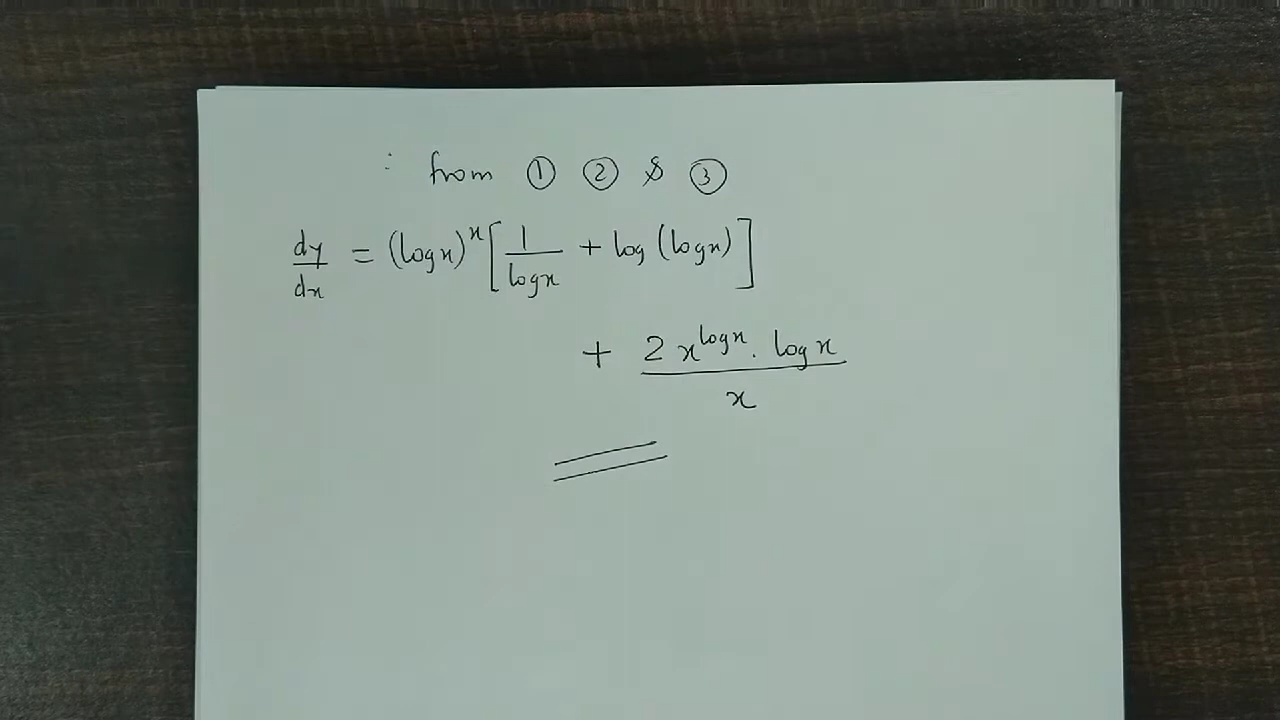 ∴ from ① ② & ③
dy/dx = (log x)^x [ 1/log x + log (log x) ]
+ 2 x^log x . log x / x